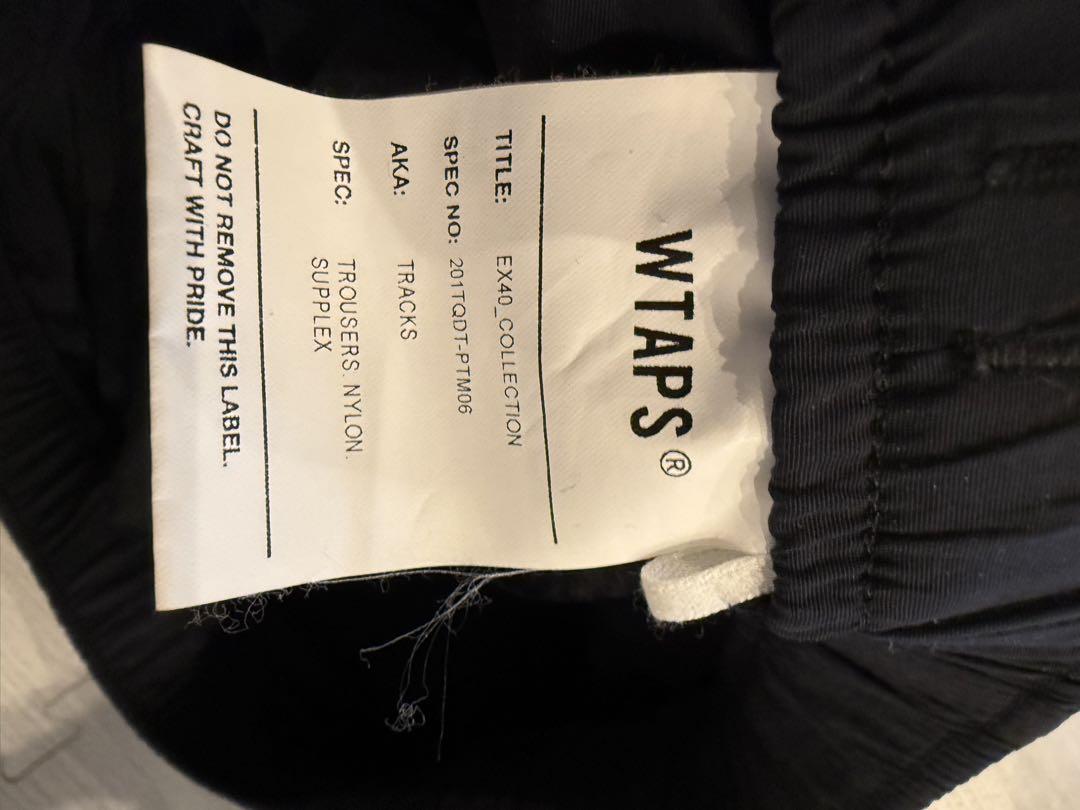 WTAPS®
TITLE: EX40_COLLECTION
SPEC NO: 201TQDT-PTM06
AKA: TRACKS
SPEC: TROUSERS. NYLON.
SUPPLEX
DO NOT REMOVE THIS LABEL.
CRAFT WITH PRIDE.